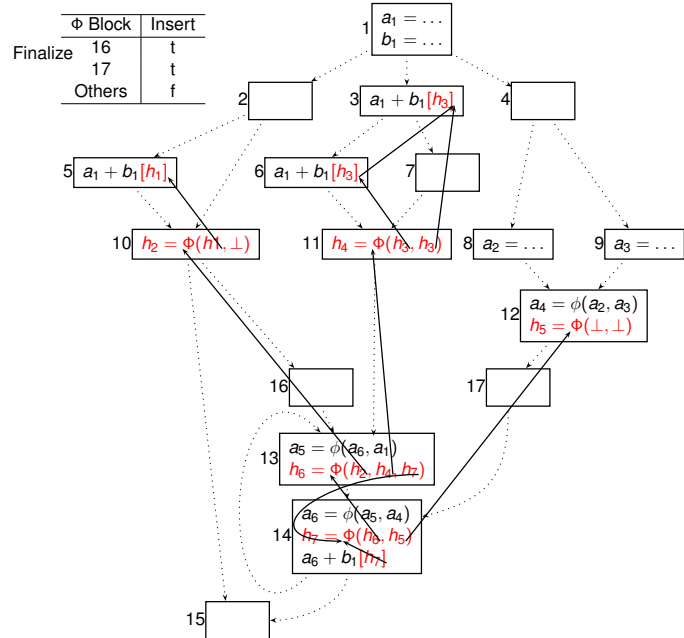 Φ Block Insert
Finalize
16 t
17 t
Others f
1
a₁ = …
b₁ = …
2
3 a₁ + b₁[h₃]
4
5 a₁ + b₁[h₁]
6 a₁ + b₁[h₃]
7
10 h₂ = Φ(h1, ⊥)
11 h₄ = Φ(h₃, h₃)
8 a₂ = …
9 a₃ = …
12
a₄ = ϕ(a₂, a₃)
h₅ = Φ(⊥, ⊥)
16
17
13
a₅ = ϕ(a₆, a₁)
h₆ = Φ(h₂, h₄, h₇)
14
a₆ = ϕ(a₅, a₄)
h₇ = Φ(h₆, h₅)
a₆ + b₁[h₇]
15